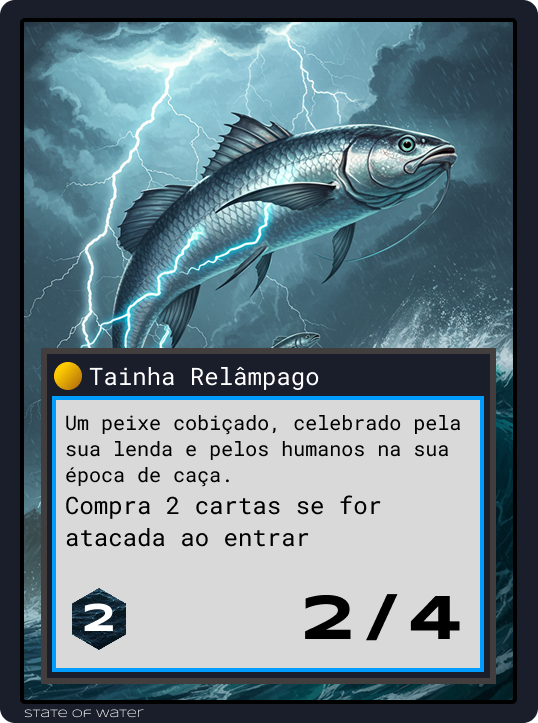 Tainha Relâmpago
Um peixe cobiçado, celebrado pela
sua lenda e pelos humanos na sua
época de caça.
Compra 2 cartas se for
atacada ao entrar
2
2/4
STATE OF WATER